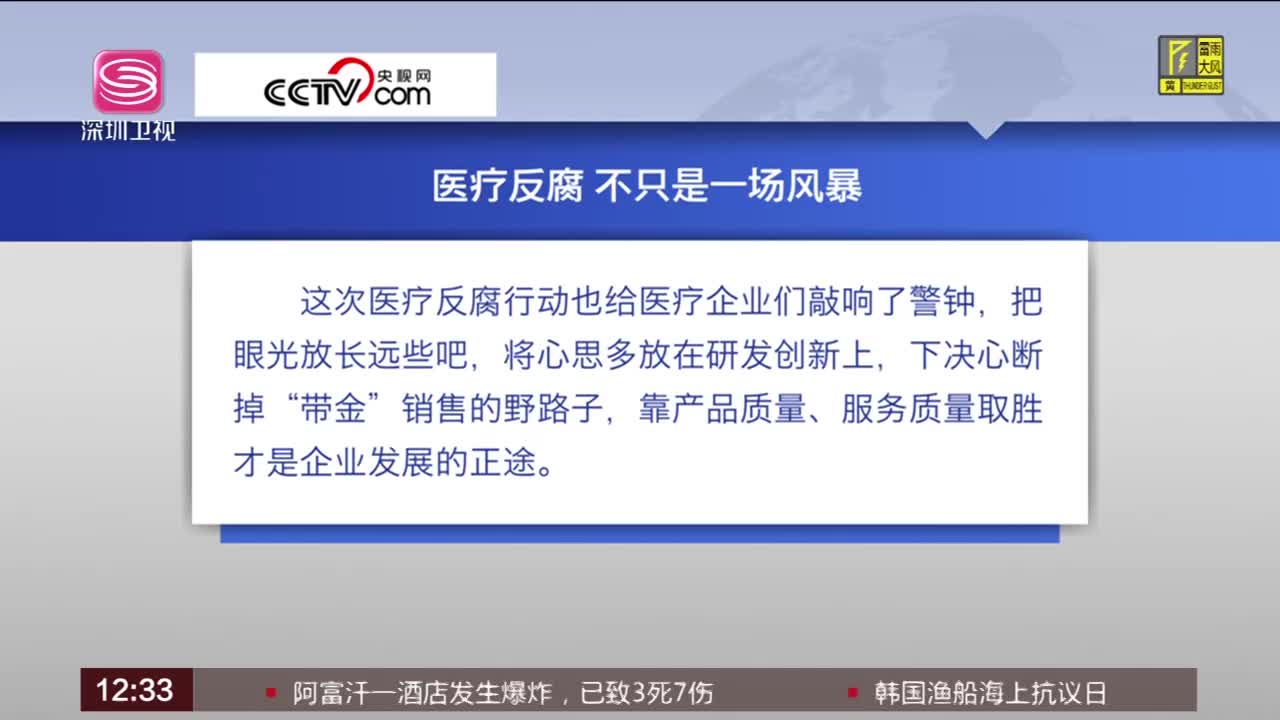 深圳卫视
CCTV.com 央视网
雷雨
大风
黄 THUNDER GUST
医疗反腐 不只是一场风暴
这次医疗反腐行动也给医疗企业们敲响了警钟，把
眼光放长远些吧，将心思多放在研发创新上，下决心断
掉“带金”销售的野路子，靠产品质量、服务质量取胜
才是企业发展的正途。
12:33 阿富汗一酒店发生爆炸，已致3死7伤 韩国渔船海上抗议日